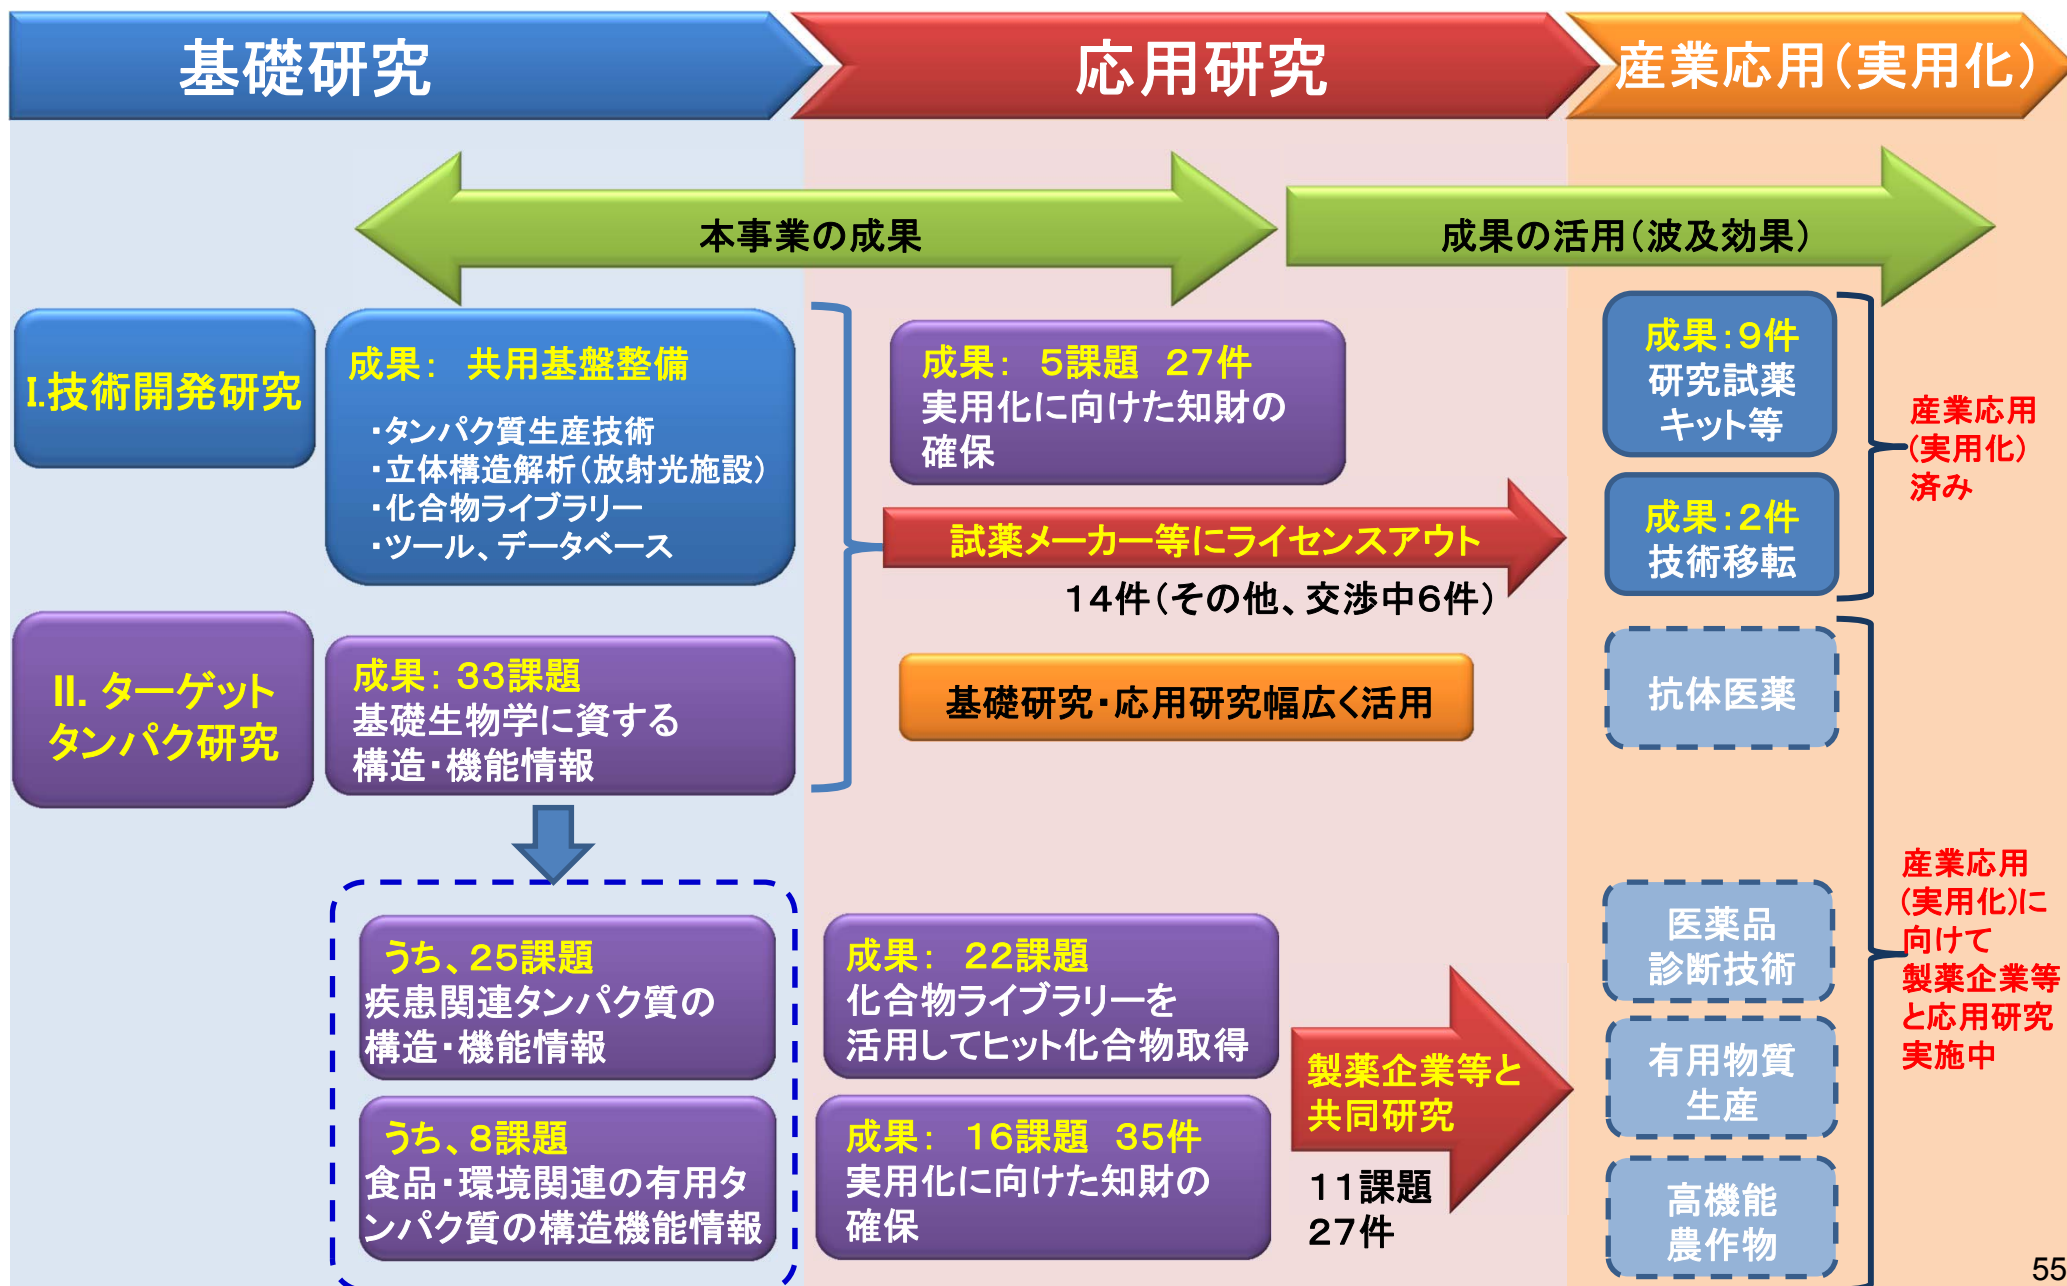 基礎研究
応用研究
産業応用(実用化)
本事業の成果
成果の活用(波及効果)
I.技術開発研究
成果: 共用基盤整備
・タンパク質生産技術
・立体構造解析(放射光施設)
・化合物ライブラリー
・ツール、データベース
成果: 5課題 27件
実用化に向けた知財の
確保
試薬メーカー等にライセンスアウト
14件(その他、交渉中6件)
成果:9件
研究試薬
キット等
成果:2件
技術移転
産業応用
(実用化)
済み
II. ターゲット
タンパク研究
成果: 33課題
基礎生物学に資する
構造・機能情報
基礎研究・応用研究幅広く活用
抗体医薬
うち、25課題
疾患関連タンパク質の
構造・機能情報
うち、8課題
食品・環境関連の有用タ
ンパク質の構造機能情報
成果: 22課題
化合物ライブラリーを
活用してヒット化合物取得
成果: 16課題 35件
実用化に向けた知財の
確保
製薬企業等と
共同研究
11課題
27件
医薬品
診断技術
有用物質
生産
高機能
農作物
産業応用
(実用化)に
向けて
製薬企業等
と応用研究
実施中
55